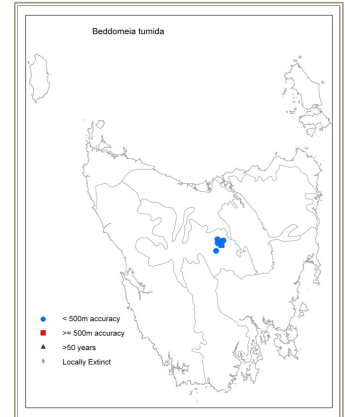 Beddomeia tumida
< 500m accuracy
>= 500m accuracy
>50 years
Locally Extinct